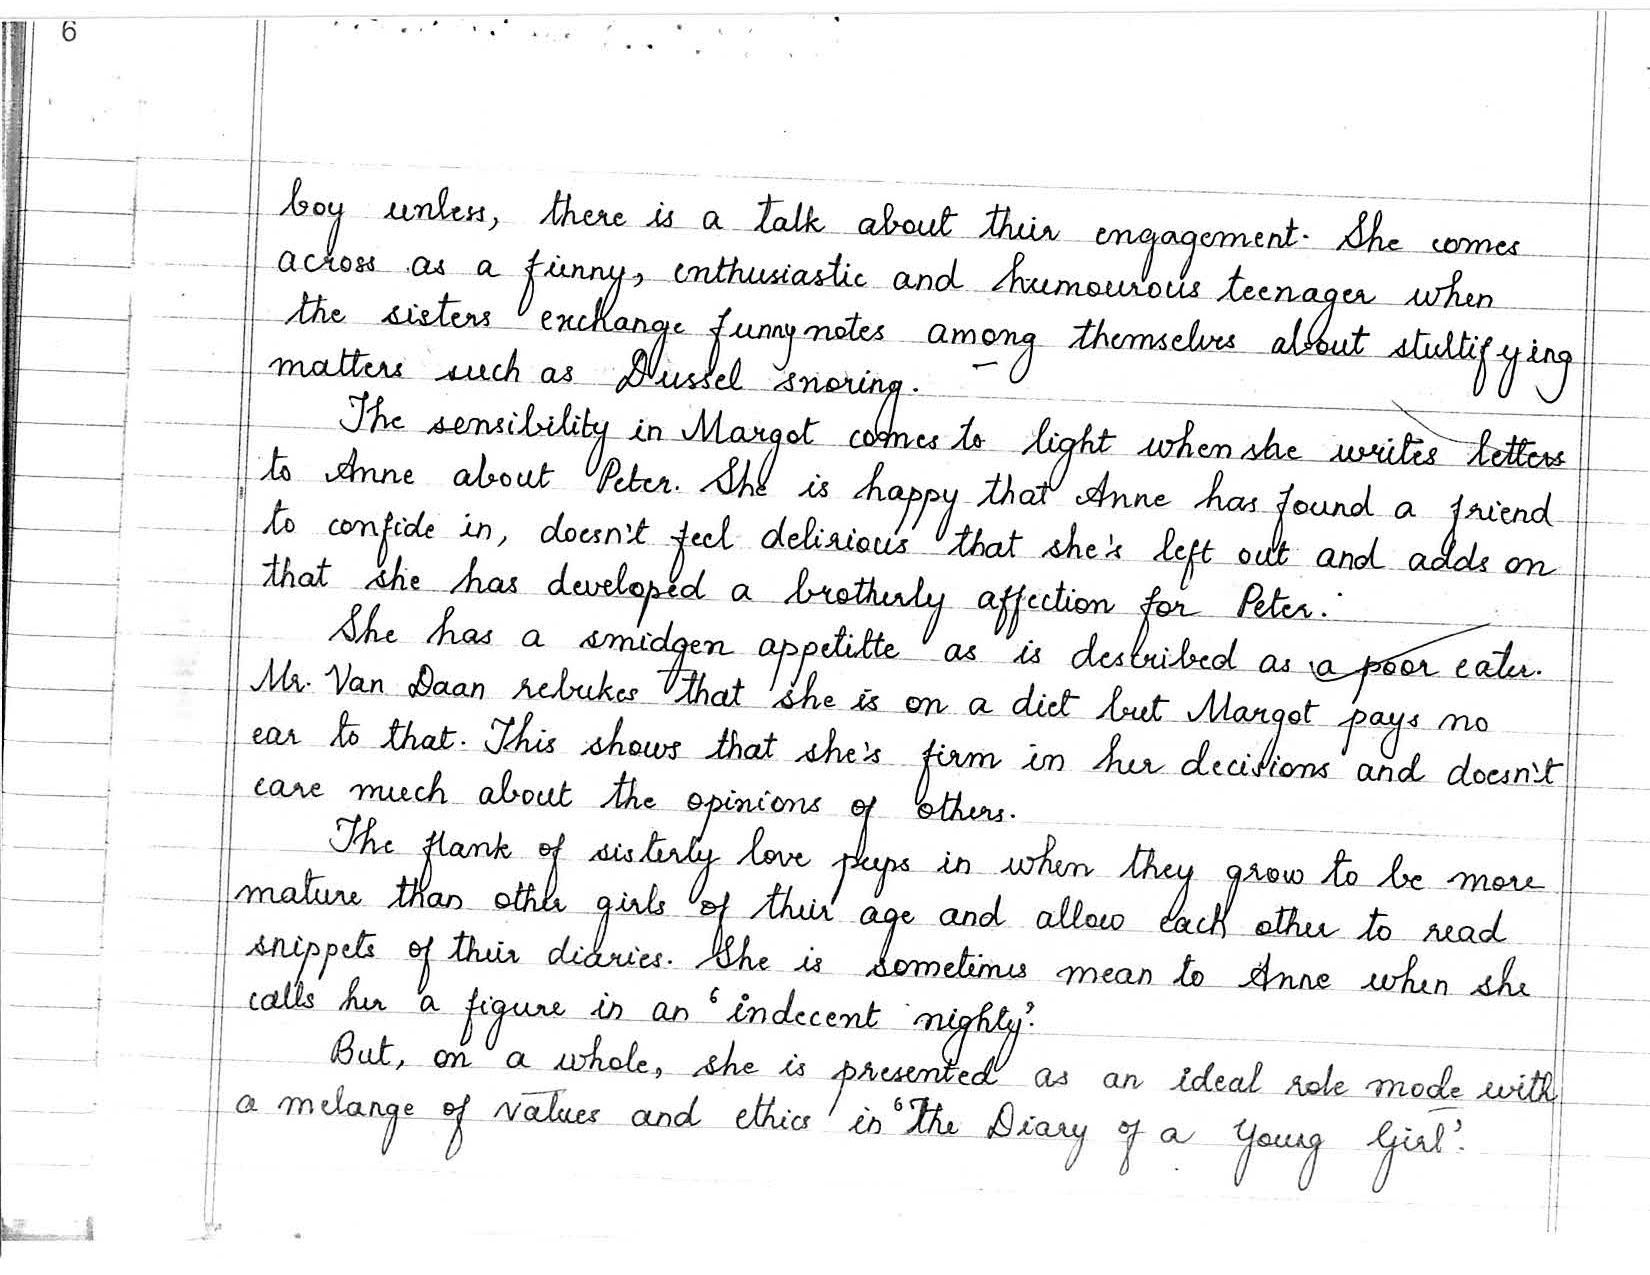 6
boy unless, there is a talk about their engagement. She comes
across as a funny, enthusiastic and humourous teenager when
the sisters exchange funny notes among themselves about stultifying
matters such as Dussel snoring.
The sensibility in Margot comes to light when she writes letters
to Anne about Peter. She is happy that Anne has found a friend
to confide in, doesn't feel delirious that she's left out and adds on
that she has developed a brotherly affection for Peter.
She has a smidgen appetitte as is described as a poor eater.
Mr. Van Daan rebukes that she is on a diet but Margot pays no
ear to that. This shows that she's firm in her decisions and doesn't
care much about the opinions of others.
The flank of sisterly love peeps in when they grow to be more
mature than other girls of their age and allow each other to read
snippets of their diaries. She is sometimes mean to Anne when she
calls her a figure in an 'indecent nighty'.
But, on a whole, she is presented as an ideal role mode with
a melange of values and ethics in 'The Diary of a Young Girl'.